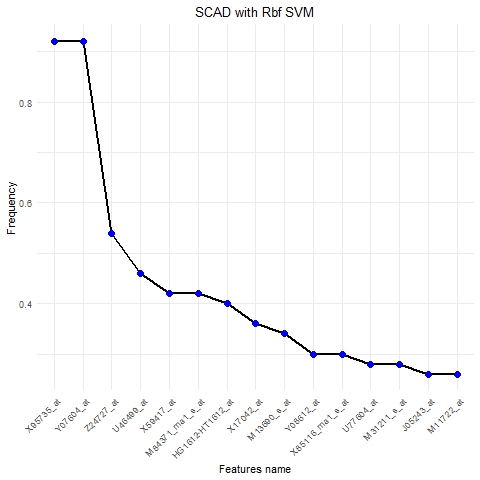 SCAD with Rbf SVM
Frequency
0.8
0.6
0.4
X95735_at
Y07604_at
Z24727_at
U46499_at
X59417_at
M84371_rna1_s_at
HG1612-HT1612_at
X17042_at
M13690_s_at
Y08612_at
X85116_rna1_s_at
U77604_at
M31211_s_at
J05243_at
M11722_at
Features name